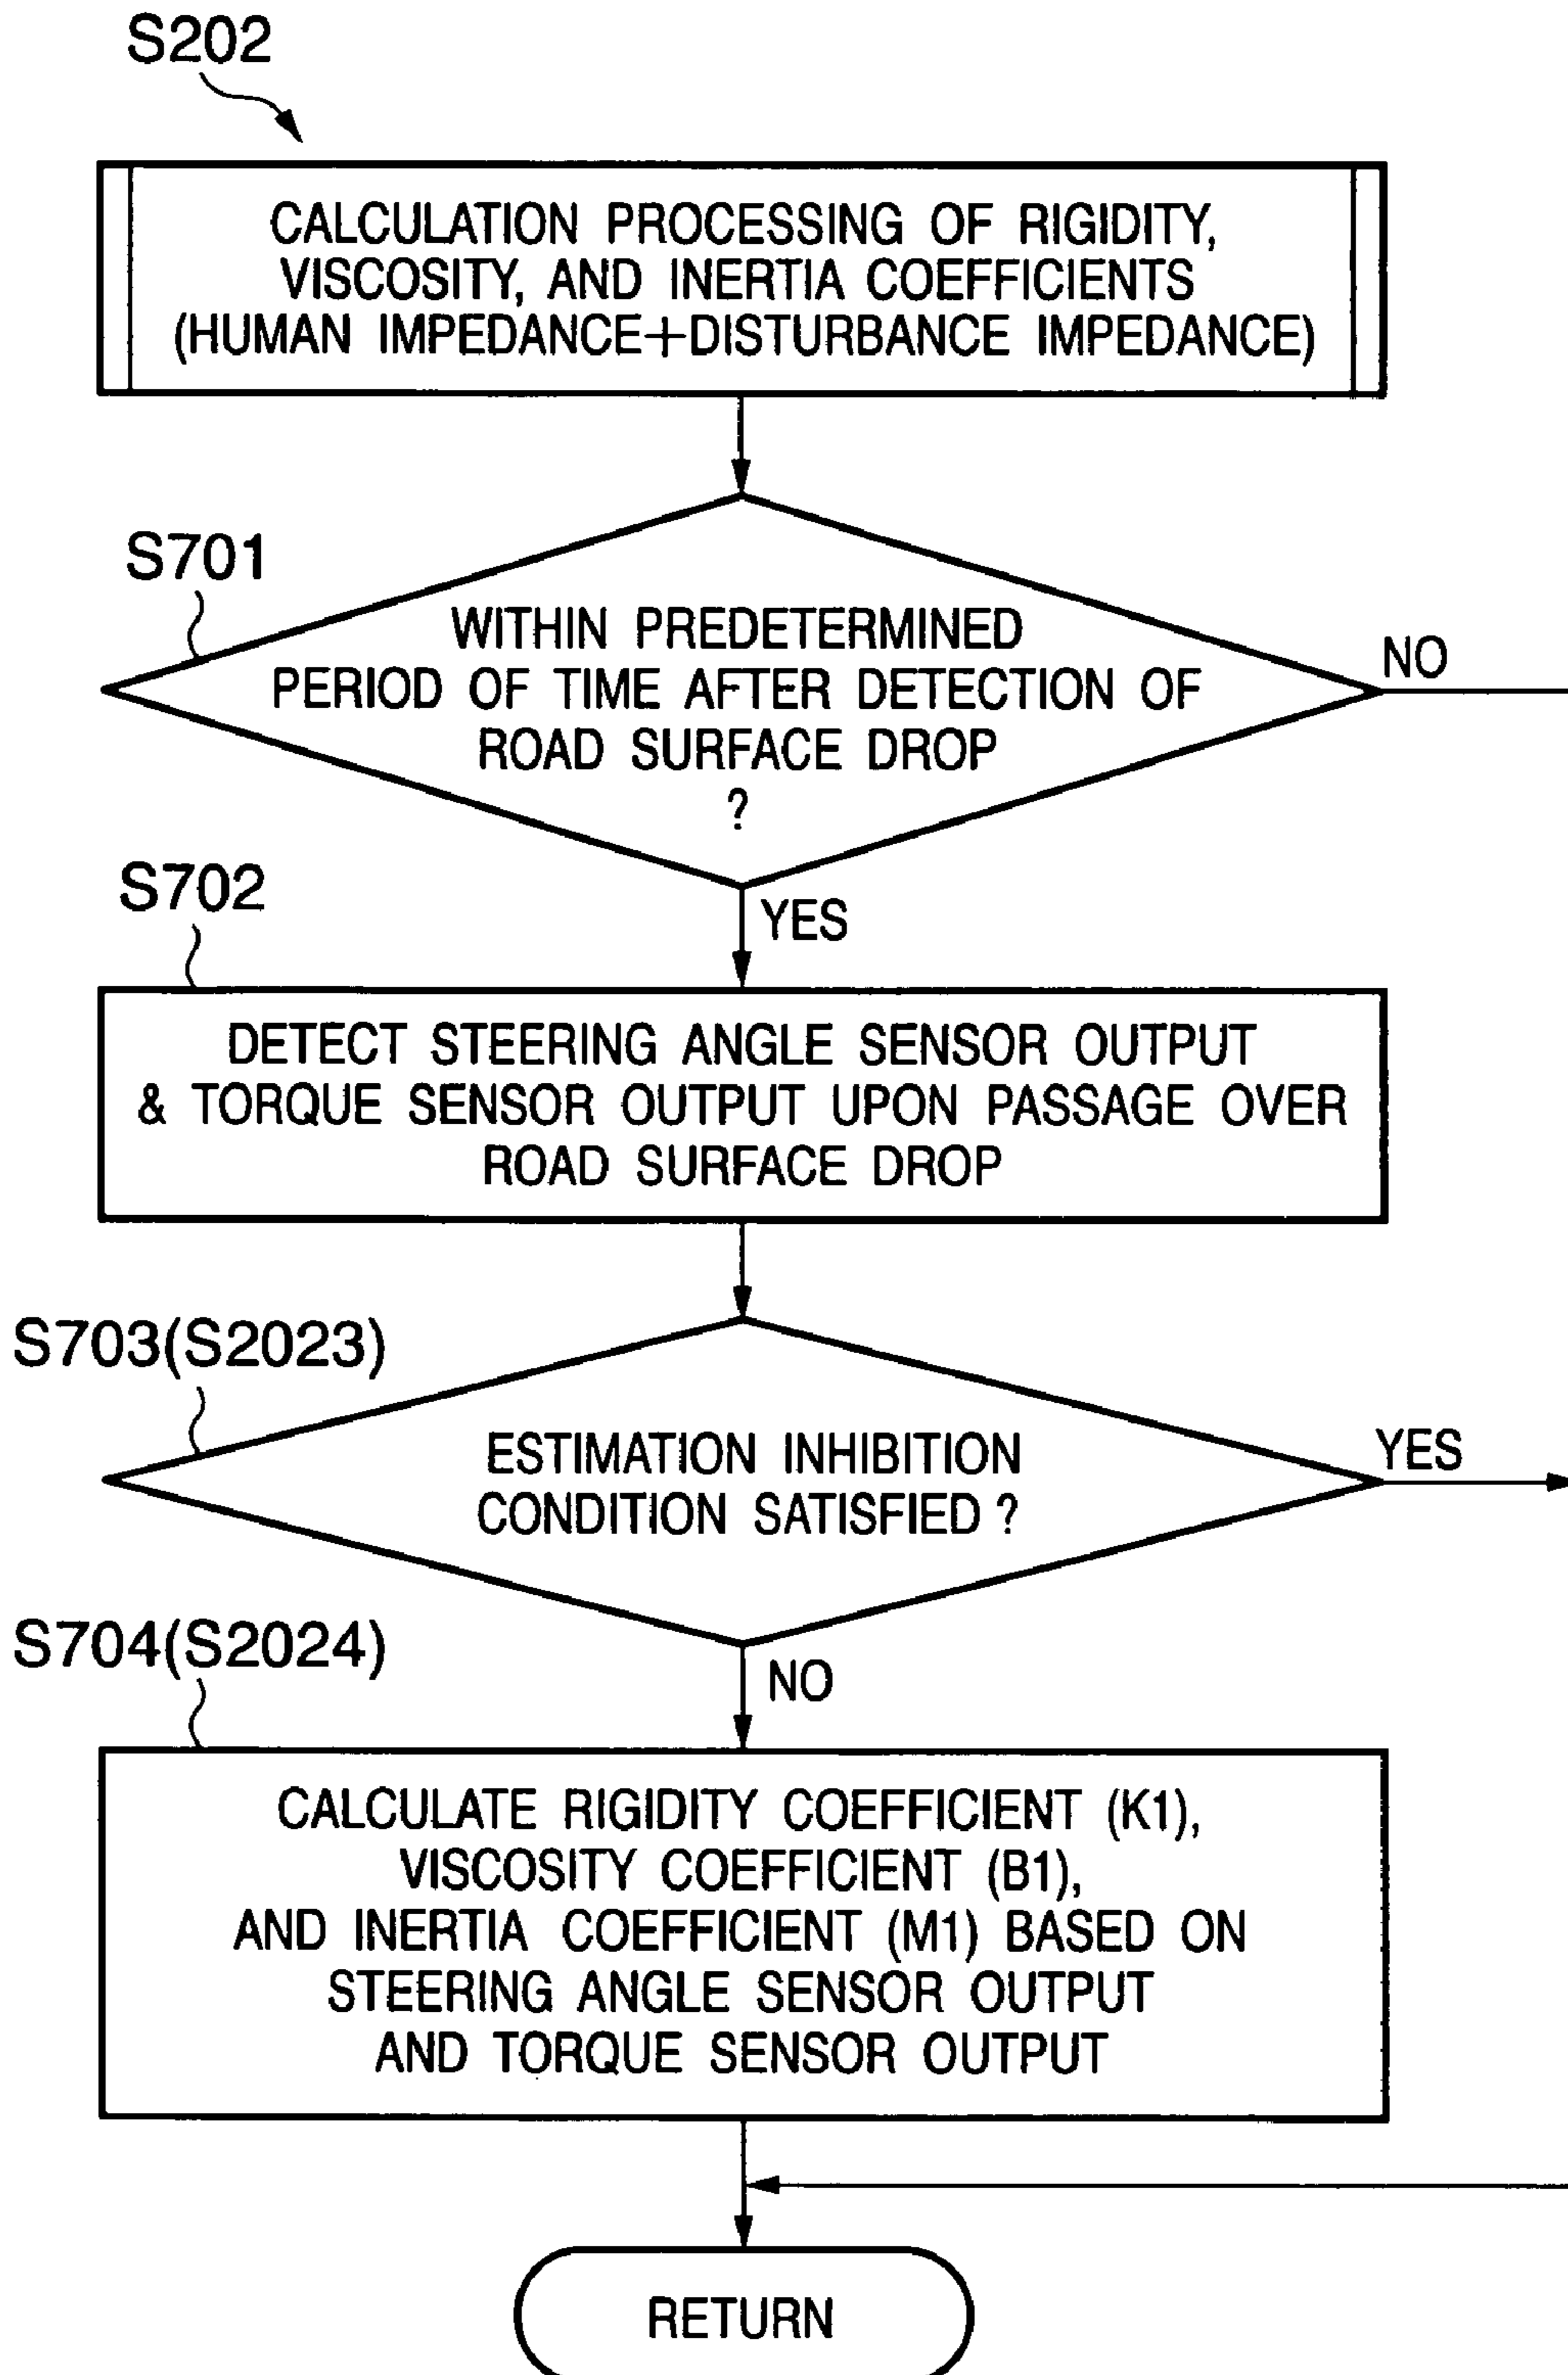 S202
CALCULATION PROCESSING OF RIGIDITY,
VISCOSITY, AND INERTIA COEFFICIENTS
(HUMAN IMPEDANCE+DISTURBANCE IMPEDANCE)
S701
WITHIN PREDETERMINED
PERIOD OF TIME AFTER DETECTION OF
ROAD SURFACE DROP
?
NO
YES
S702
DETECT STEERING ANGLE SENSOR OUTPUT
& TORQUE SENSOR OUTPUT UPON PASSAGE OVER
ROAD SURFACE DROP
S703(S2023)
ESTIMATION INHIBITION
CONDITION SATISFIED ?
YES
NO
S704(S2024)
CALCULATE RIGIDITY COEFFICIENT (K1),
VISCOSITY COEFFICIENT (B1),
AND INERTIA COEFFICIENT (M1) BASED ON
STEERING ANGLE SENSOR OUTPUT
AND TORQUE SENSOR OUTPUT
RETURN